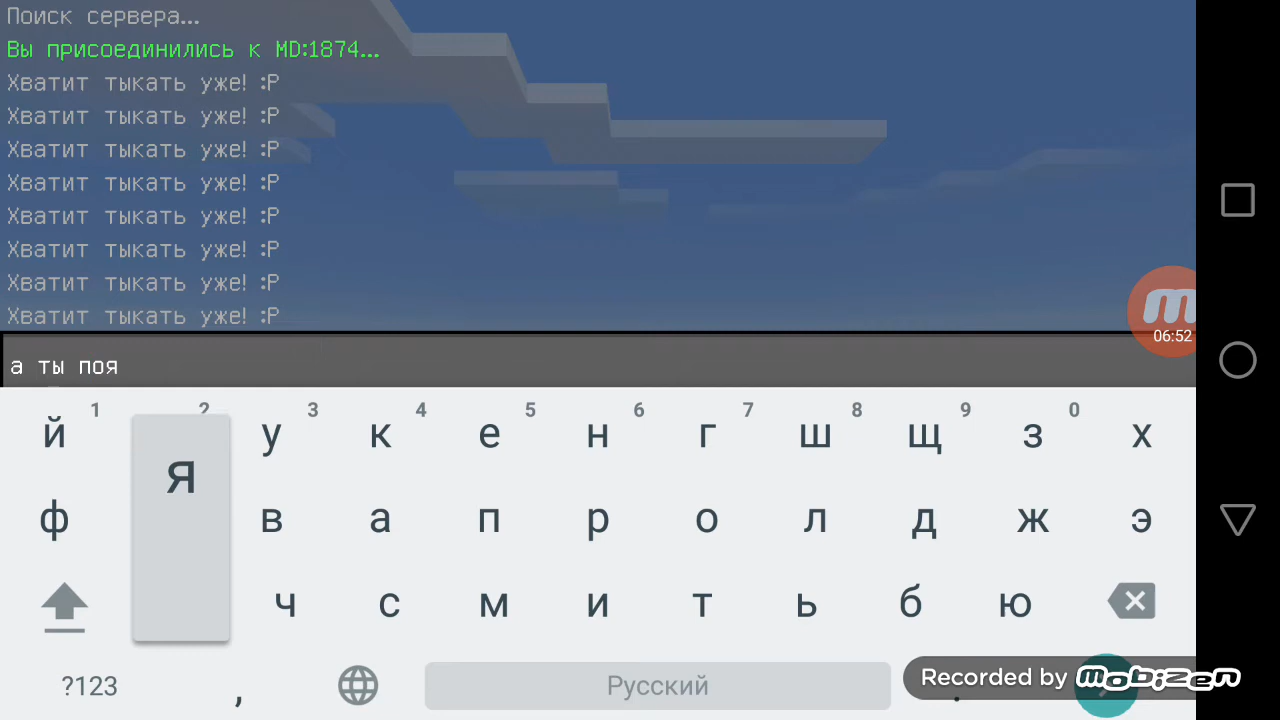 Поиск сервера...
Вы присоединились к MD:1874...
Хватит тыкать уже! :P
Хватит тыкать уже! :P
Хватит тыкать уже! :P
Хватит тыкать уже! :P
Хватит тыкать уже! :P
Хватит тыкать уже! :P
Хватит тыкать уже! :P
Хватит тыкать уже! :P
06:52
а ты поя
1 2 3 4 5 6 7 8 9 0
й у к е н г ш щ з х
я
ф в а п р о л д ж э
ч с м и т ь б ю
?123 , Русский .
Recorded by mobizen